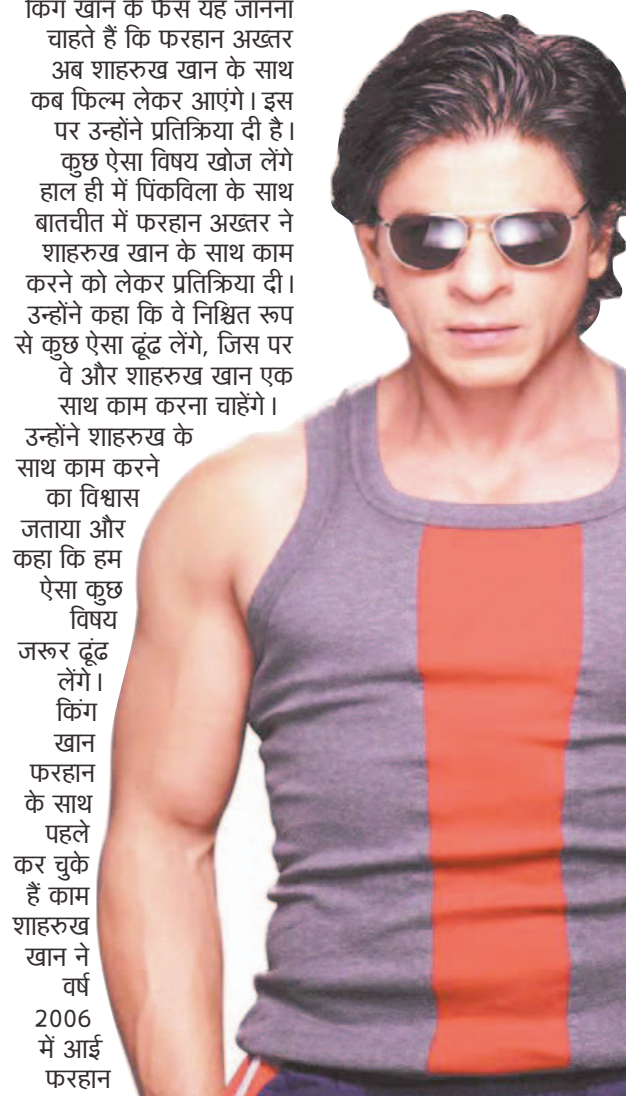 किंग खान के फैंस यह जानना
चाहते हैं कि फरहान अख्तर
अब शाहरुख खान के साथ
कब फिल्म लेकर आएंगे। इस
पर उन्होंने प्रतिक्रिया दी है।
कुछ ऐसा विषय खोज लेंगे
हाल ही में पिंकविला के साथ
बातचीत में फरहान अख्तर ने
शाहरुख खान के साथ काम
करने को लेकर प्रतिक्रिया दी।
उन्होंने कहा कि वे निश्चित रूप
से कुछ ऐसा ढूंढ लेंगे, जिस पर
वे और शाहरुख खान एक
साथ काम करना चाहेंगे।
उन्होंने शाहरुख के
साथ काम करने
का विश्वास
जताया और
कहा कि हम
ऐसा कुछ
विषय
जरूर ढूंढ
लेंगे।
किंग
खान
फरहान
के साथ
पहले
कर चुके
हैं काम
शाहरुख
खान ने
वर्ष
2006
में आई
फरहान